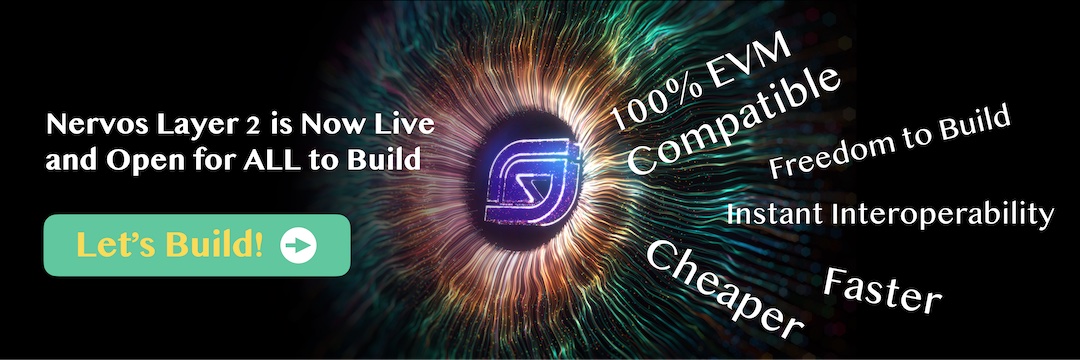 Nervos Layer 2 is Now Live
and Open for ALL to Build
Let's Build!
100% EVM
Compatible
Freedom to Build
Instant Interoperability
Cheaper
Faster